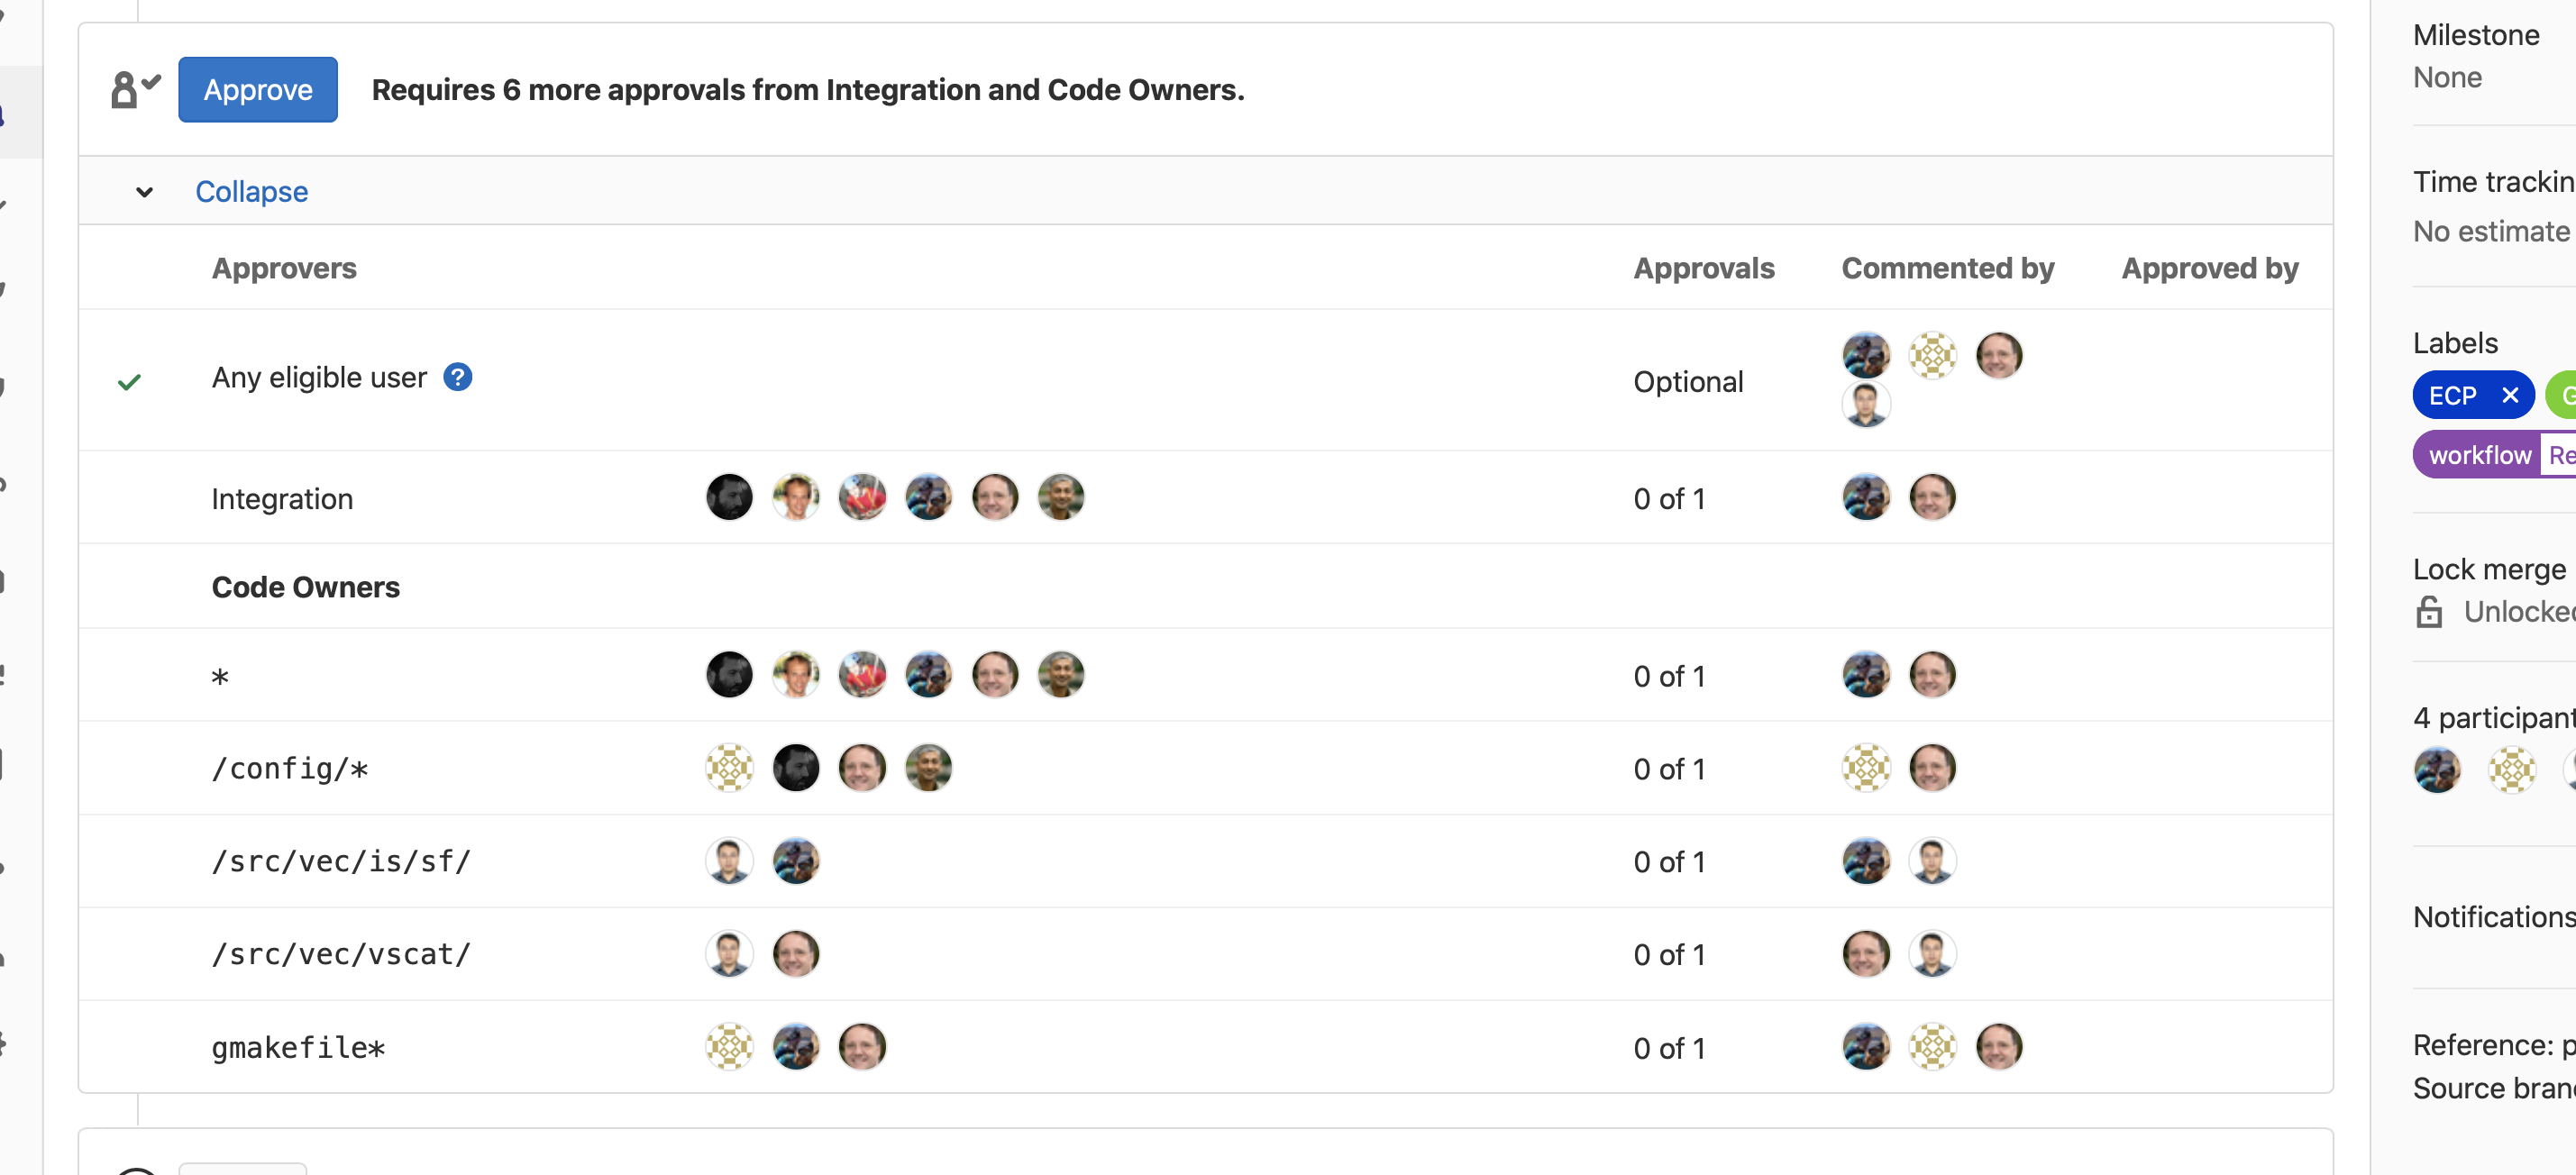 Approve
Requires 6 more approvals from Integration and Code Owners.
Collapse
Approvers Approvals Commented by Approved by
Any eligible user ? Optional
Integration 0 of 1
Code Owners
* 0 of 1
/config/* 0 of 1
/src/vec/is/sf/ 0 of 1
/src/vec/vscat/ 0 of 1
gmakefile* 0 of 1
Milestone
None
Time trackin
No estimate
Labels
ECP ×
workflow Re
Lock merge
Unlocked
4 participant
Notifications
Reference: p
Source bran